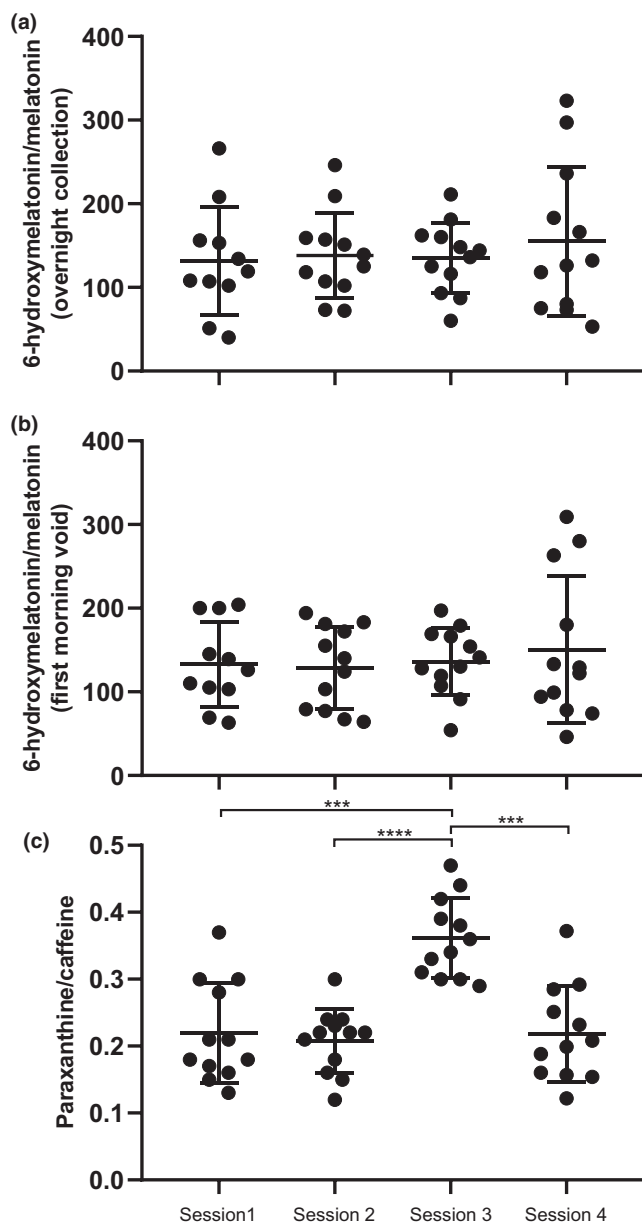 (a)
6-hydroxymelatonin/melatonin
(overnight collection)
400
300
200
100
0
(b)
6-hydroxymelatonin/melatonin
(first morning void)
400
300
200
100
0
***
**** ***
(c)
Paraxanthine/caffeine
0.5
0.4
0.3
0.2
0.1
0.0
Session1 Session 2 Session 3 Session 4